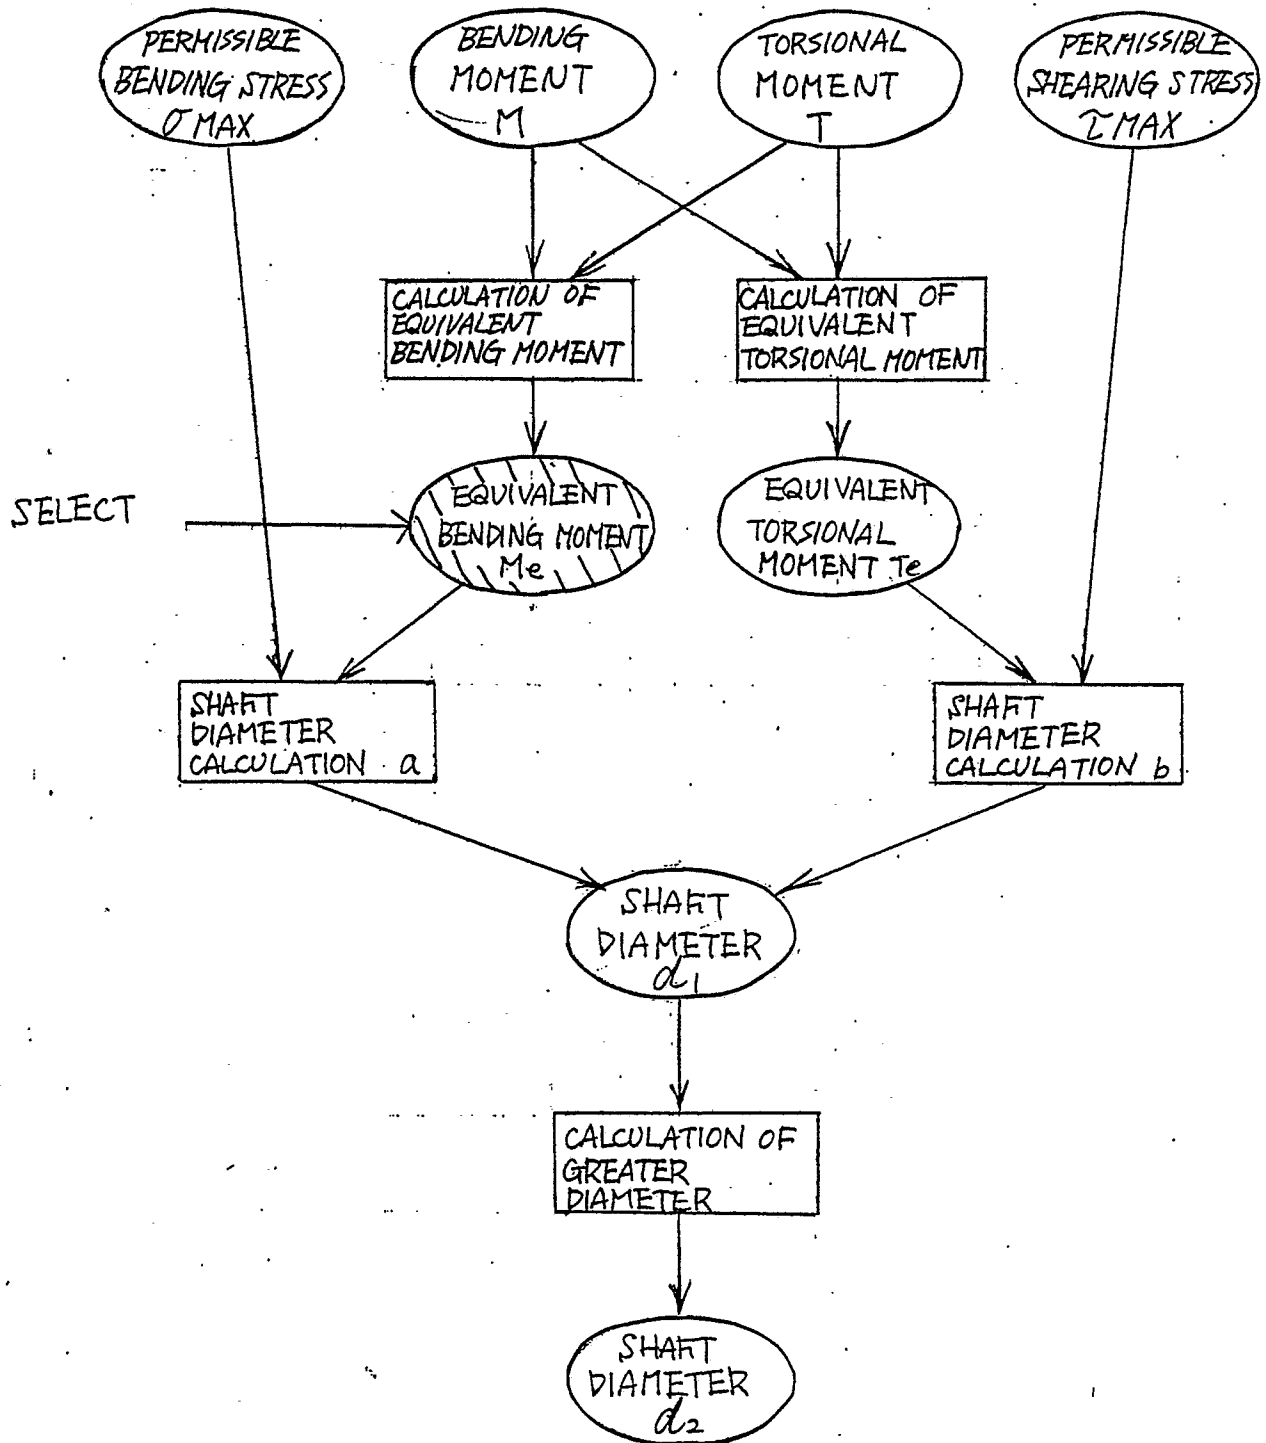 PERMISSIBLE
BENDING STRESS
σ MAX
BENDING
MOMENT
M
TORSIONAL
MOMENT
T
PERMISSIBLE
SHEARING STRESS
τ MAX
CALCULATION OF
EQUIVALENT
BENDING MOMENT
CALCULATION OF
EQUIVALENT
TORSIONAL MOMENT
SELECT
EQUIVALENT
BENDING MOMENT
Me
EQUIVALENT
TORSIONAL
MOMENT Te
SHAFT
DIAMETER
CALCULATION a
SHAFT
DIAMETER
CALCULATION b
SHAFT
DIAMETER
d1
CALCULATION OF
GREATER
DIAMETER
SHAFT
DIAMETER
d2